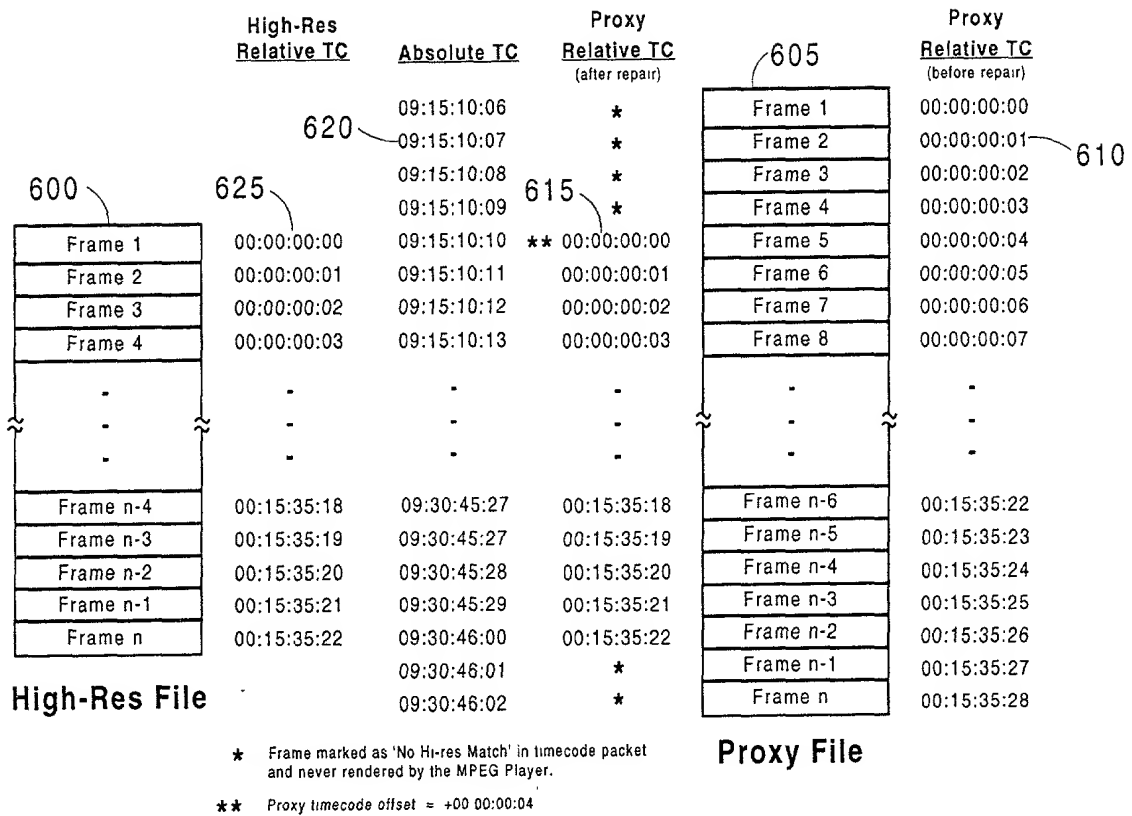 High-Res Proxy Proxy
Relative TC Absolute TC Relative TC 605 Relative TC
(after repair) (before repair)
09:15:10:06 * Frame 1 00:00:00:00
620 09:15:10:07 * Frame 2 00:00:00:01 610
09:15:10:08 * Frame 3 00:00:00:02
600 625 09:15:10:09 615 * Frame 4 00:00:00:03
Frame 1 00:00:00:00 09:15:10:10 ** 00:00:00:00 Frame 5 00:00:00:04
Frame 2 00:00:00:01 09:15:10:11 00:00:00:01 Frame 6 00:00:00:05
Frame 3 00:00:00:02 09:15:10:12 00:00:00:02 Frame 7 00:00:00:06
Frame 4 00:00:00:03 09:15:10:13 00:00:00:03 Frame 8 00:00:00:07
Frame n-4 00:15:35:18 09:30:45:27 00:15:35:18 Frame n-6 00:15:35:22
Frame n-3 00:15:35:19 09:30:45:27 00:15:35:19 Frame n-5 00:15:35:23
Frame n-2 00:15:35:20 09:30:45:28 00:15:35:20 Frame n-4 00:15:35:24
Frame n-1 00:15:35:21 09:30:45:29 00:15:35:21 Frame n-3 00:15:35:25
Frame n 00:15:35:22 09:30:46:00 00:15:35:22 Frame n-2 00:15:35:26
09:30:46:01 * Frame n-1 00:15:35:27
High-Res File 09:30:46:02 * Frame n 00:15:35:28
Proxy File
* Frame marked as 'No Hi-res Match' in timecode packet
and never rendered by the MPEG Player.
** Proxy timecode offset = +00 00:00:04